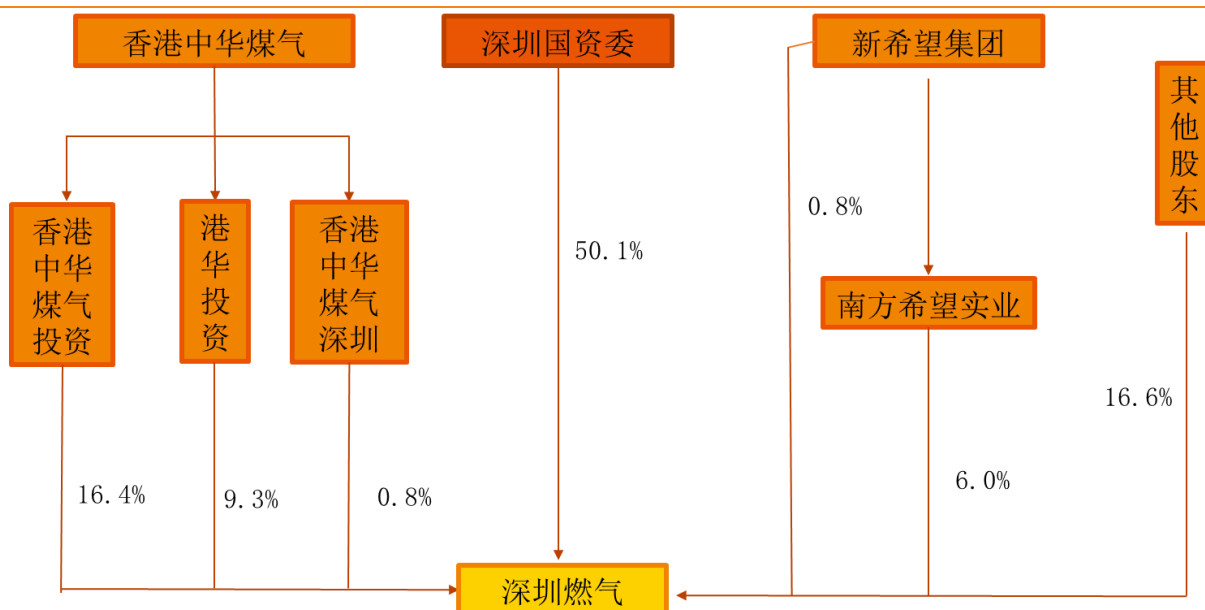 香港中华煤气
深圳国资委
新希望集团
其
他
股
东
香港
中华
煤气
投资
港
华
投
资
香港
中华
煤气
深圳
0.8%
50.1%
南方希望实业
16.6%
16.4%
9.3%
0.8%
6.0%
深圳燃气